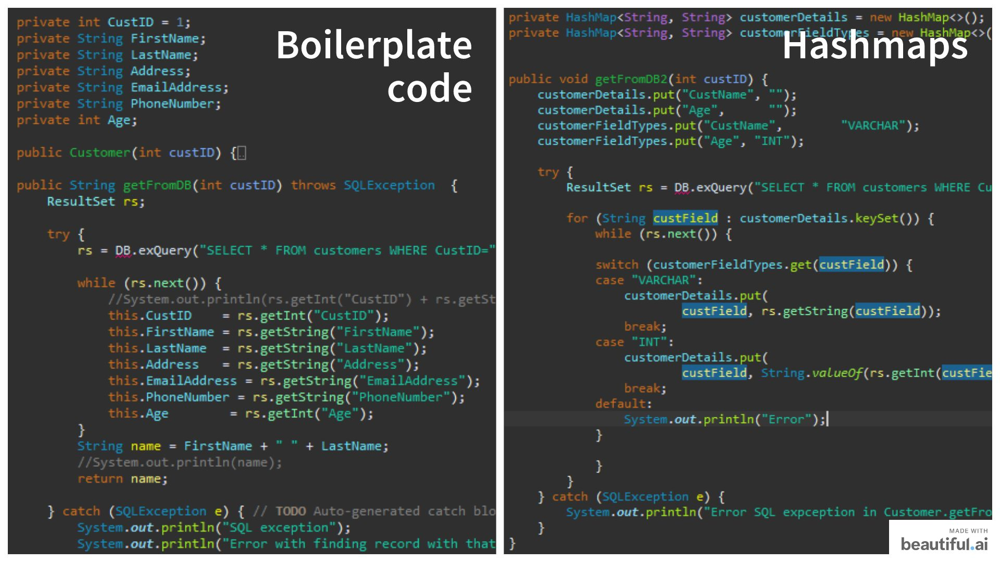 private int CustID = 1;
private String FirstName;
private String LastName;
private String Address;
private String EmailAddress;
private String PhoneNumber;
private int Age;
Boilerplate
code
public Customer(int custID) {..
public String getFromDB(int custID) throws SQLException  {
ResultSet rs;
try {
rs = DB.exQuery("SELECT * FROM customers WHERE CustID="
while (rs.next()) {
//System.out.println(rs.getInt("CustID") + rs.getSt
this.CustID    = rs.getInt("CustID");
this.FirstName = rs.getString("FirstName");
this.LastName  = rs.getString("LastName");
this.Address   = rs.getString("Address");
this.EmailAddress = rs.getString("EmailAddress");
this.PhoneNumber = rs.getString("PhoneNumber");
this.Age        = rs.getInt("Age");
}
String name = FirstName + " " + LastName;
//System.out.println(name);
return name;
} catch (SQLException e) { // TODO Auto-generated catch blo
System.out.println("SQL exception");
System.out.println("Error with finding record with that
private HashMap<String, String> customerDetails = new HashMap<>();
private HashMap<String, String> customerFieldTypes = new HashMap<>(
Hashmaps
public void getFromDB2(int custID) {
customerDetails.put("CustName", "");
customerDetails.put("Age",      "");
customerFieldTypes.put("CustName",        "VARCHAR");
customerFieldTypes.put("Age", "INT");
try {
ResultSet rs = DB.exQuery("SELECT * FROM customers WHERE Cu
for (String custField : customerDetails.keySet()) {
while (rs.next()) {
switch (customerFieldTypes.get(custField)) {
case "VARCHAR":
customerDetails.put(
custField, rs.getString(custField));
break;
case "INT":
customerDetails.put(
custField, String.valueOf(rs.getInt(custFie
break;
default:
System.out.println("Error");
}
}
}
} catch (SQLException e) {
System.out.println("Error SQL expception in Customer.getFro
}
}
MADE WITH
beautiful.ai